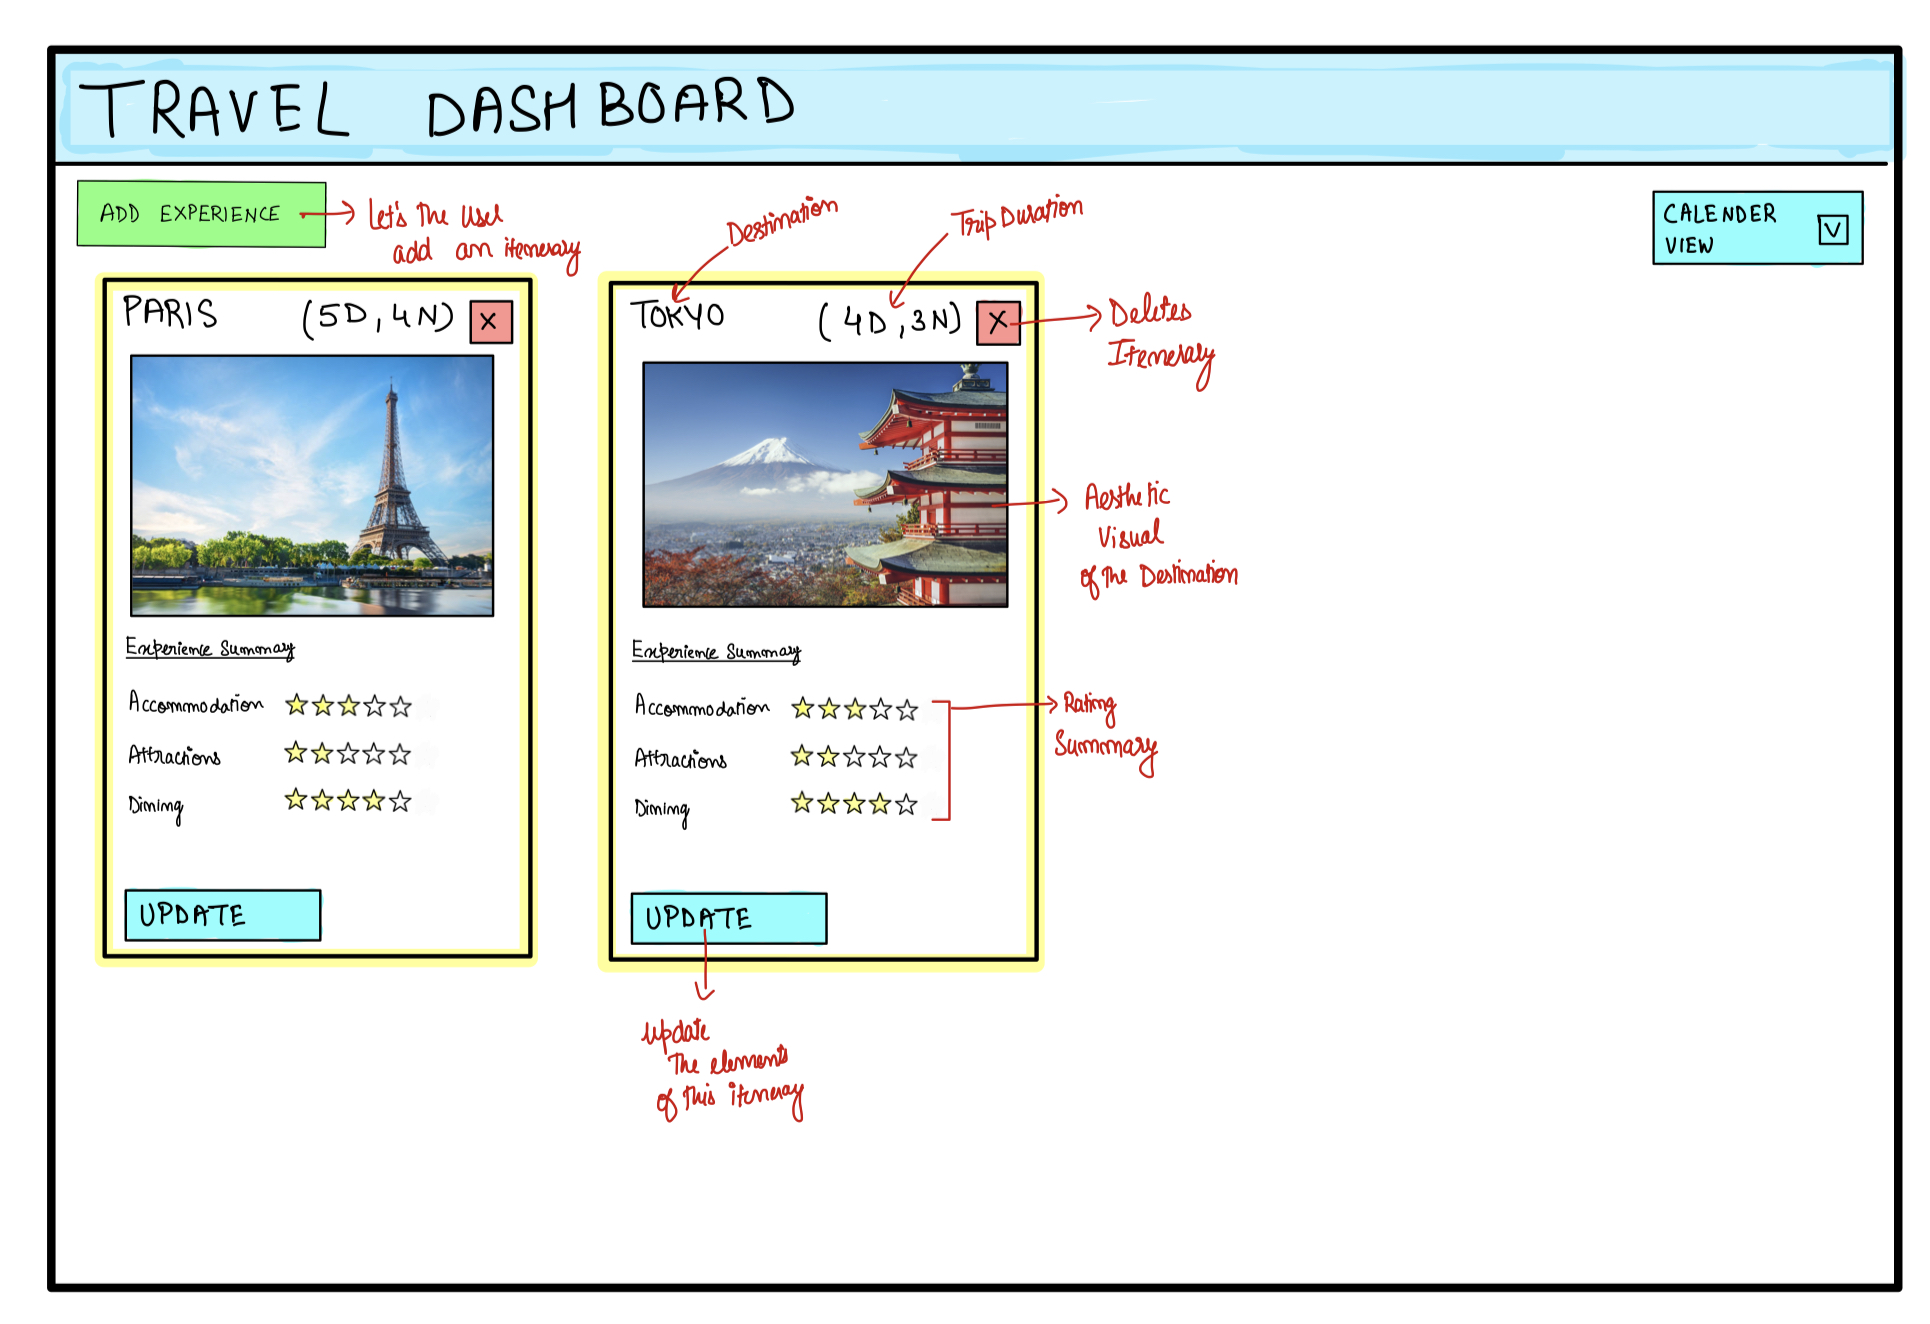 TRAVEL DASHBOARD
ADD EXPERIENCE
Let's the user
add an itenerary
Destination
Trip Duration
CALENDER
VIEW
V
PARIS (5D, 4N) X
TOKYO (4D, 3N) X
Deletes
Itenerary
Aesthetic
Visual
of the Destination
Experience Summary
Accommodation
Attractions
Dining
UPDATE
Experience Summary
Accommodation
Attractions
Dining
Rating
Summary
UPDATE
update
The elements
of this iteneray